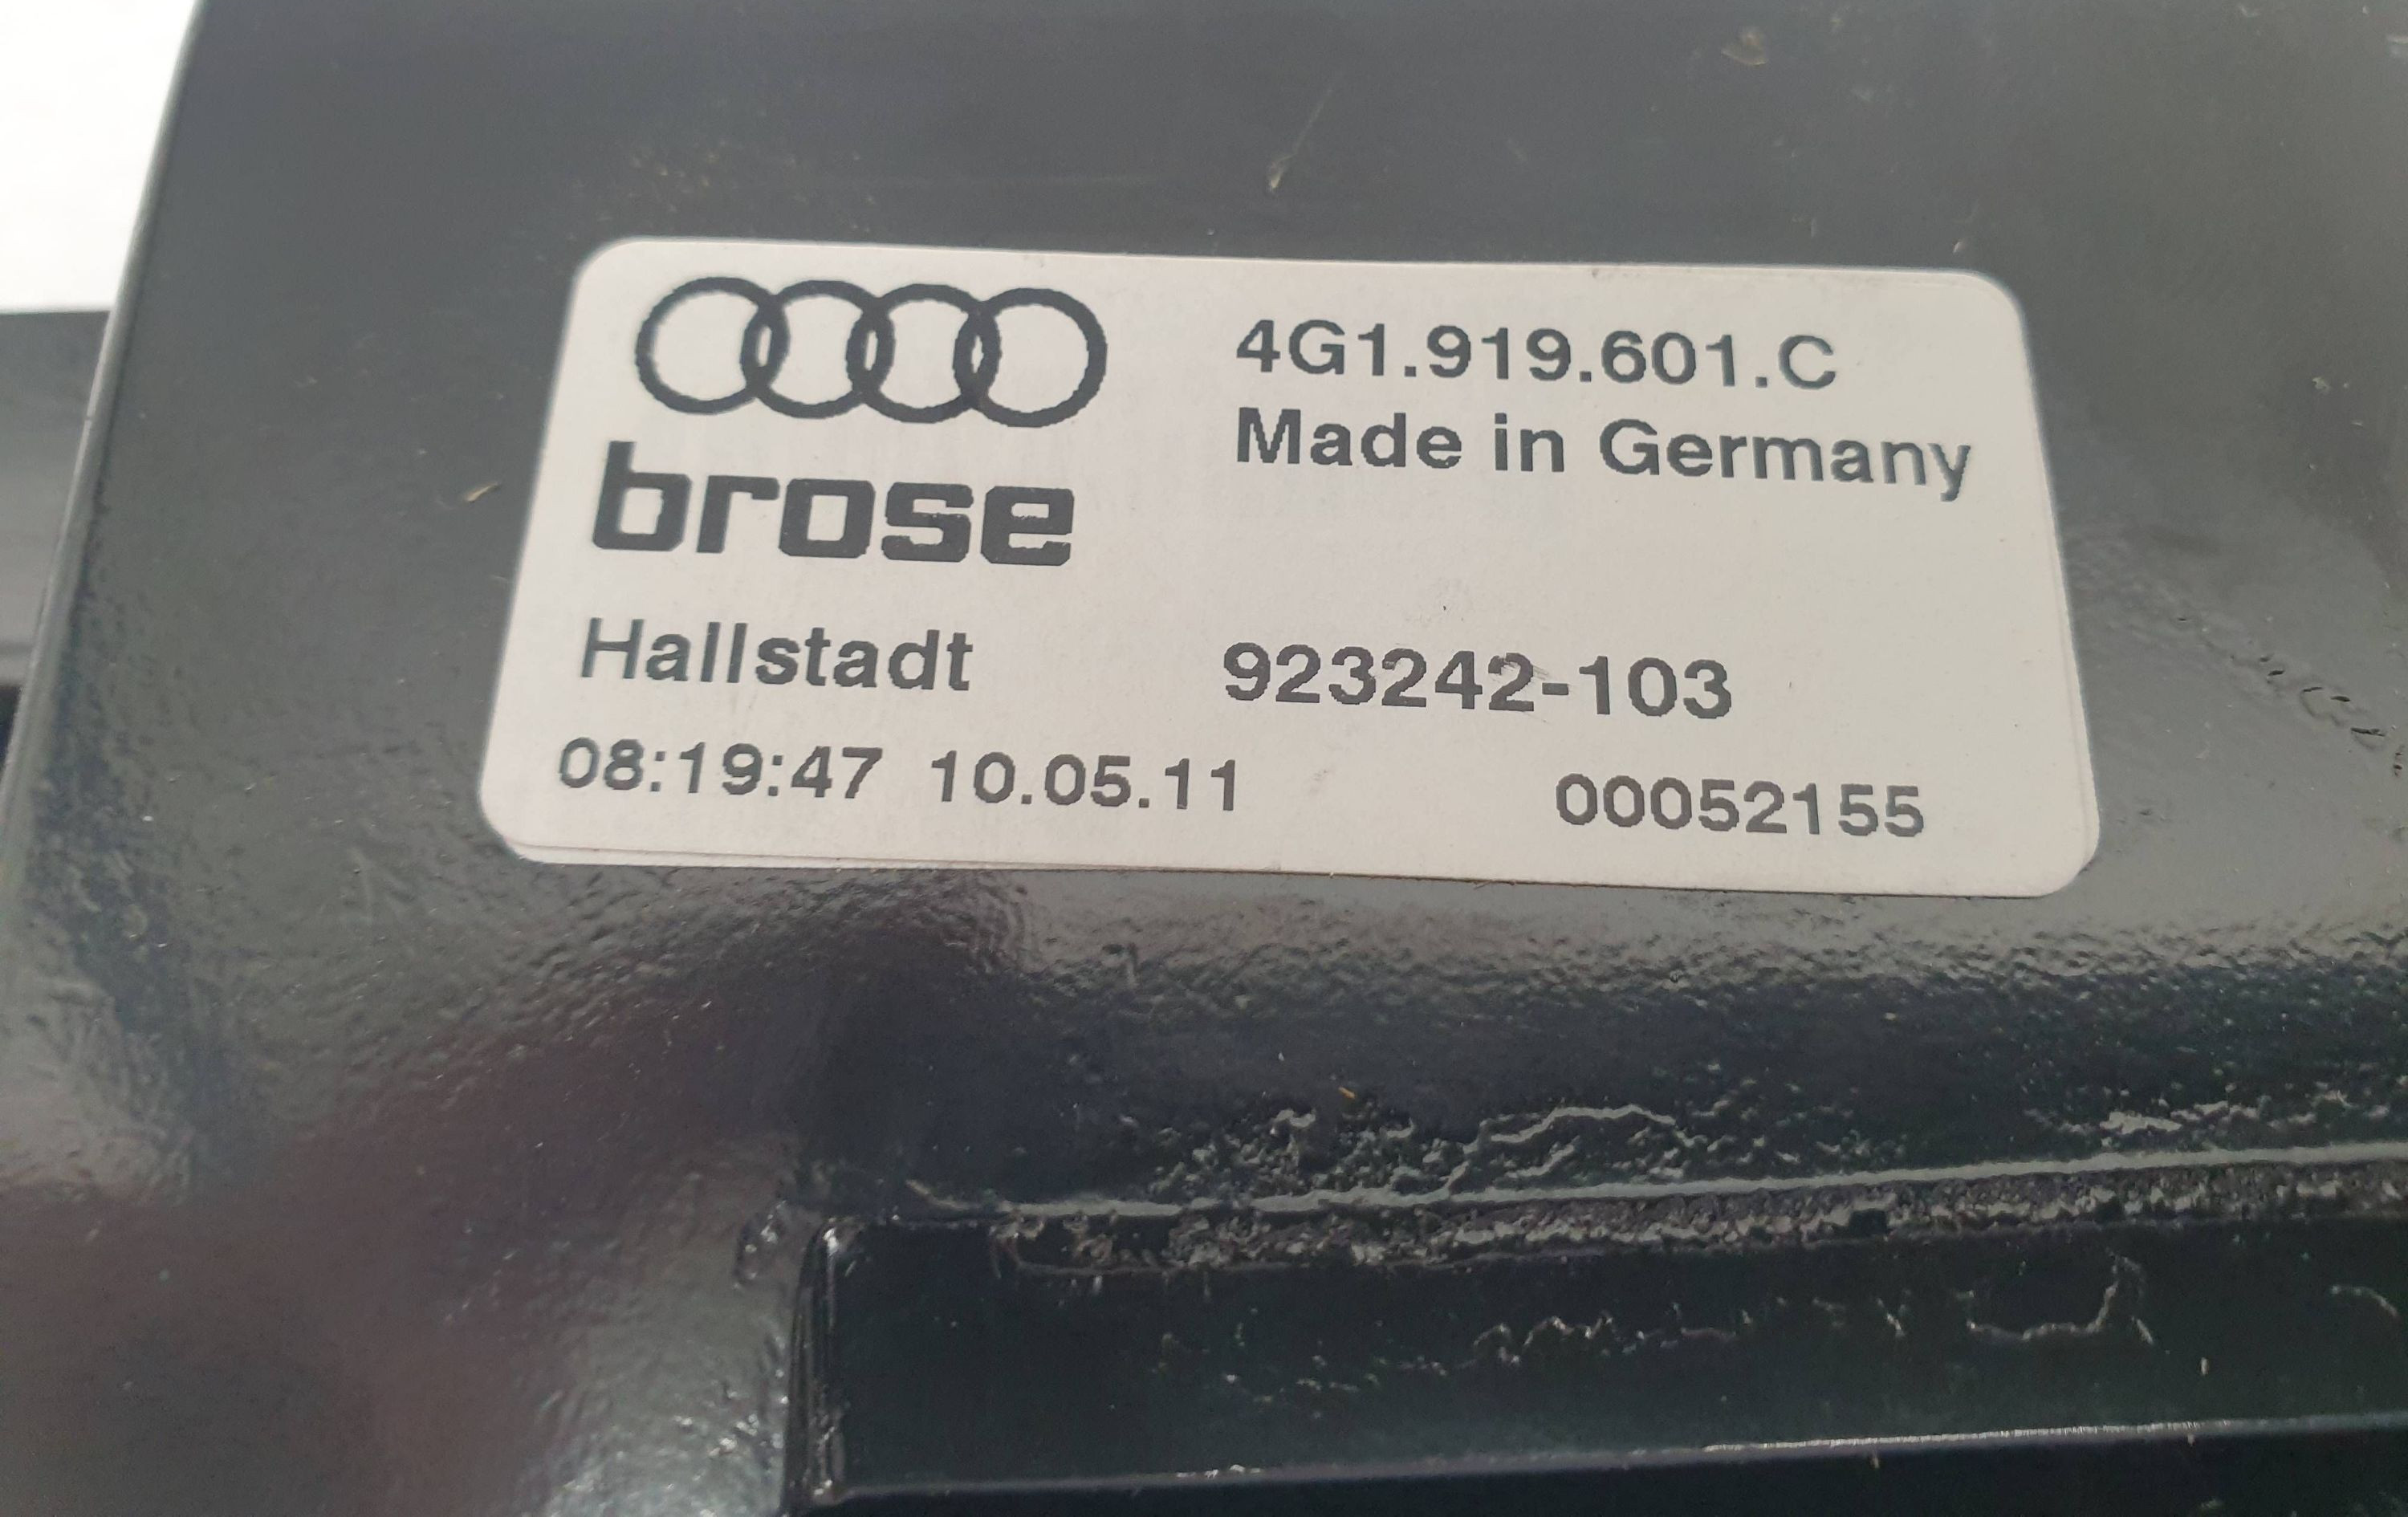 4G1.919.601.C
Made in Germany
brose
Hallstadt 923242-103
08:19:47 10.05.11 00052155